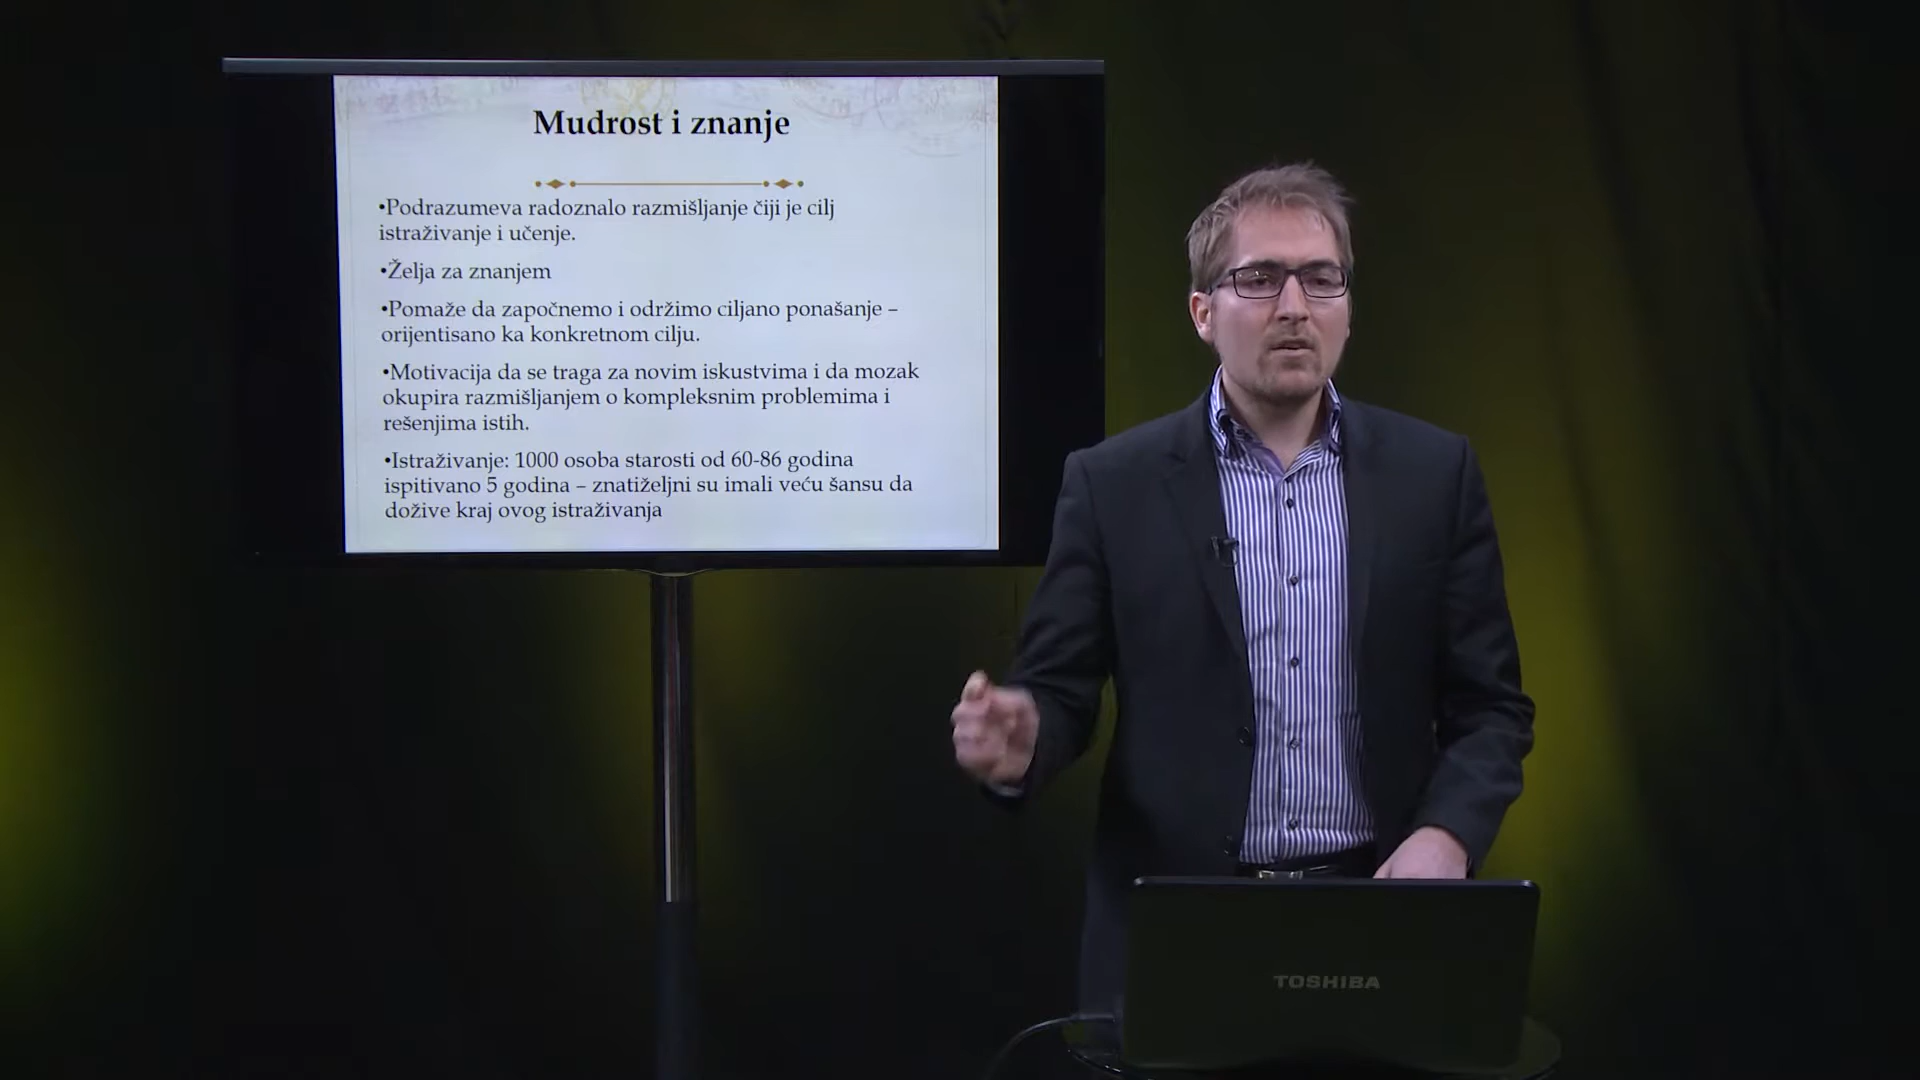 Mudrost i znanje
•Podrazumeva radoznalo razmišljanje čiji je cilj
istraživanje i učenje.
•Želja za znanjem
•Pomaže da započnemo i održimo ciljano ponašanje –
orijentisano ka konkretnom cilju.
•Motivacija da se traga za novim iskustvima i da mozak
okupira razmišljanjem o kompleksnim problemima i
rešenjima istih.
•Istraživanje: 1000 osoba starosti od 60-86 godina
ispitivano 5 godina – znatiželjni su imali veću šansu da
dožive kraj ovog istraživanja
TOSHIBA